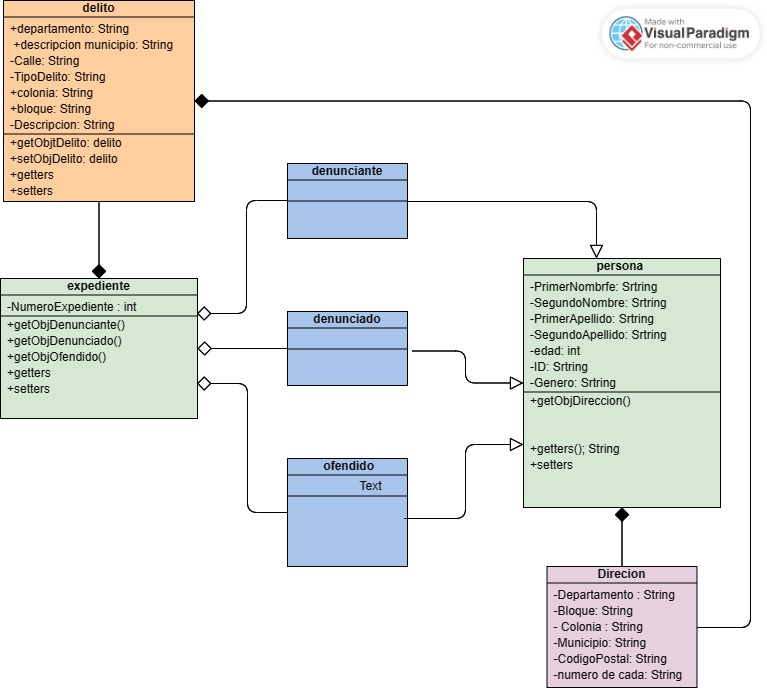 delito
+departamento: String
+descripcion municipio: String
-Calle: String
-TipoDelito: String
+colonia: String
+bloque: String
-Descripcion: String
+getObjtDelito: delito
+setObjDelito: delito
+getters
+setters
Made with
VisualParadigm
For non-commercial use
denunciante
expediente
-NumeroExpediente : int
+getObjDenunciante()
+getObjDenunciado()
+getObjOfendido()
+getters
+setters
denunciado
ofendido
Text
persona
-PrimerNombrfe: Srtring
-SegundoNombre: Srtring
-PrimerApellido: Srtring
-SegundoApellido: Srtring
-edad: int
-ID: Srtring
-Genero: Srtring
+getObjDireccion()
+getters(); String
+setters
Direcion
-Departamento : String
-Bloque: String
- Colonia : String
-Municipio: String
-CodigoPostal: String
-numero de cada: String